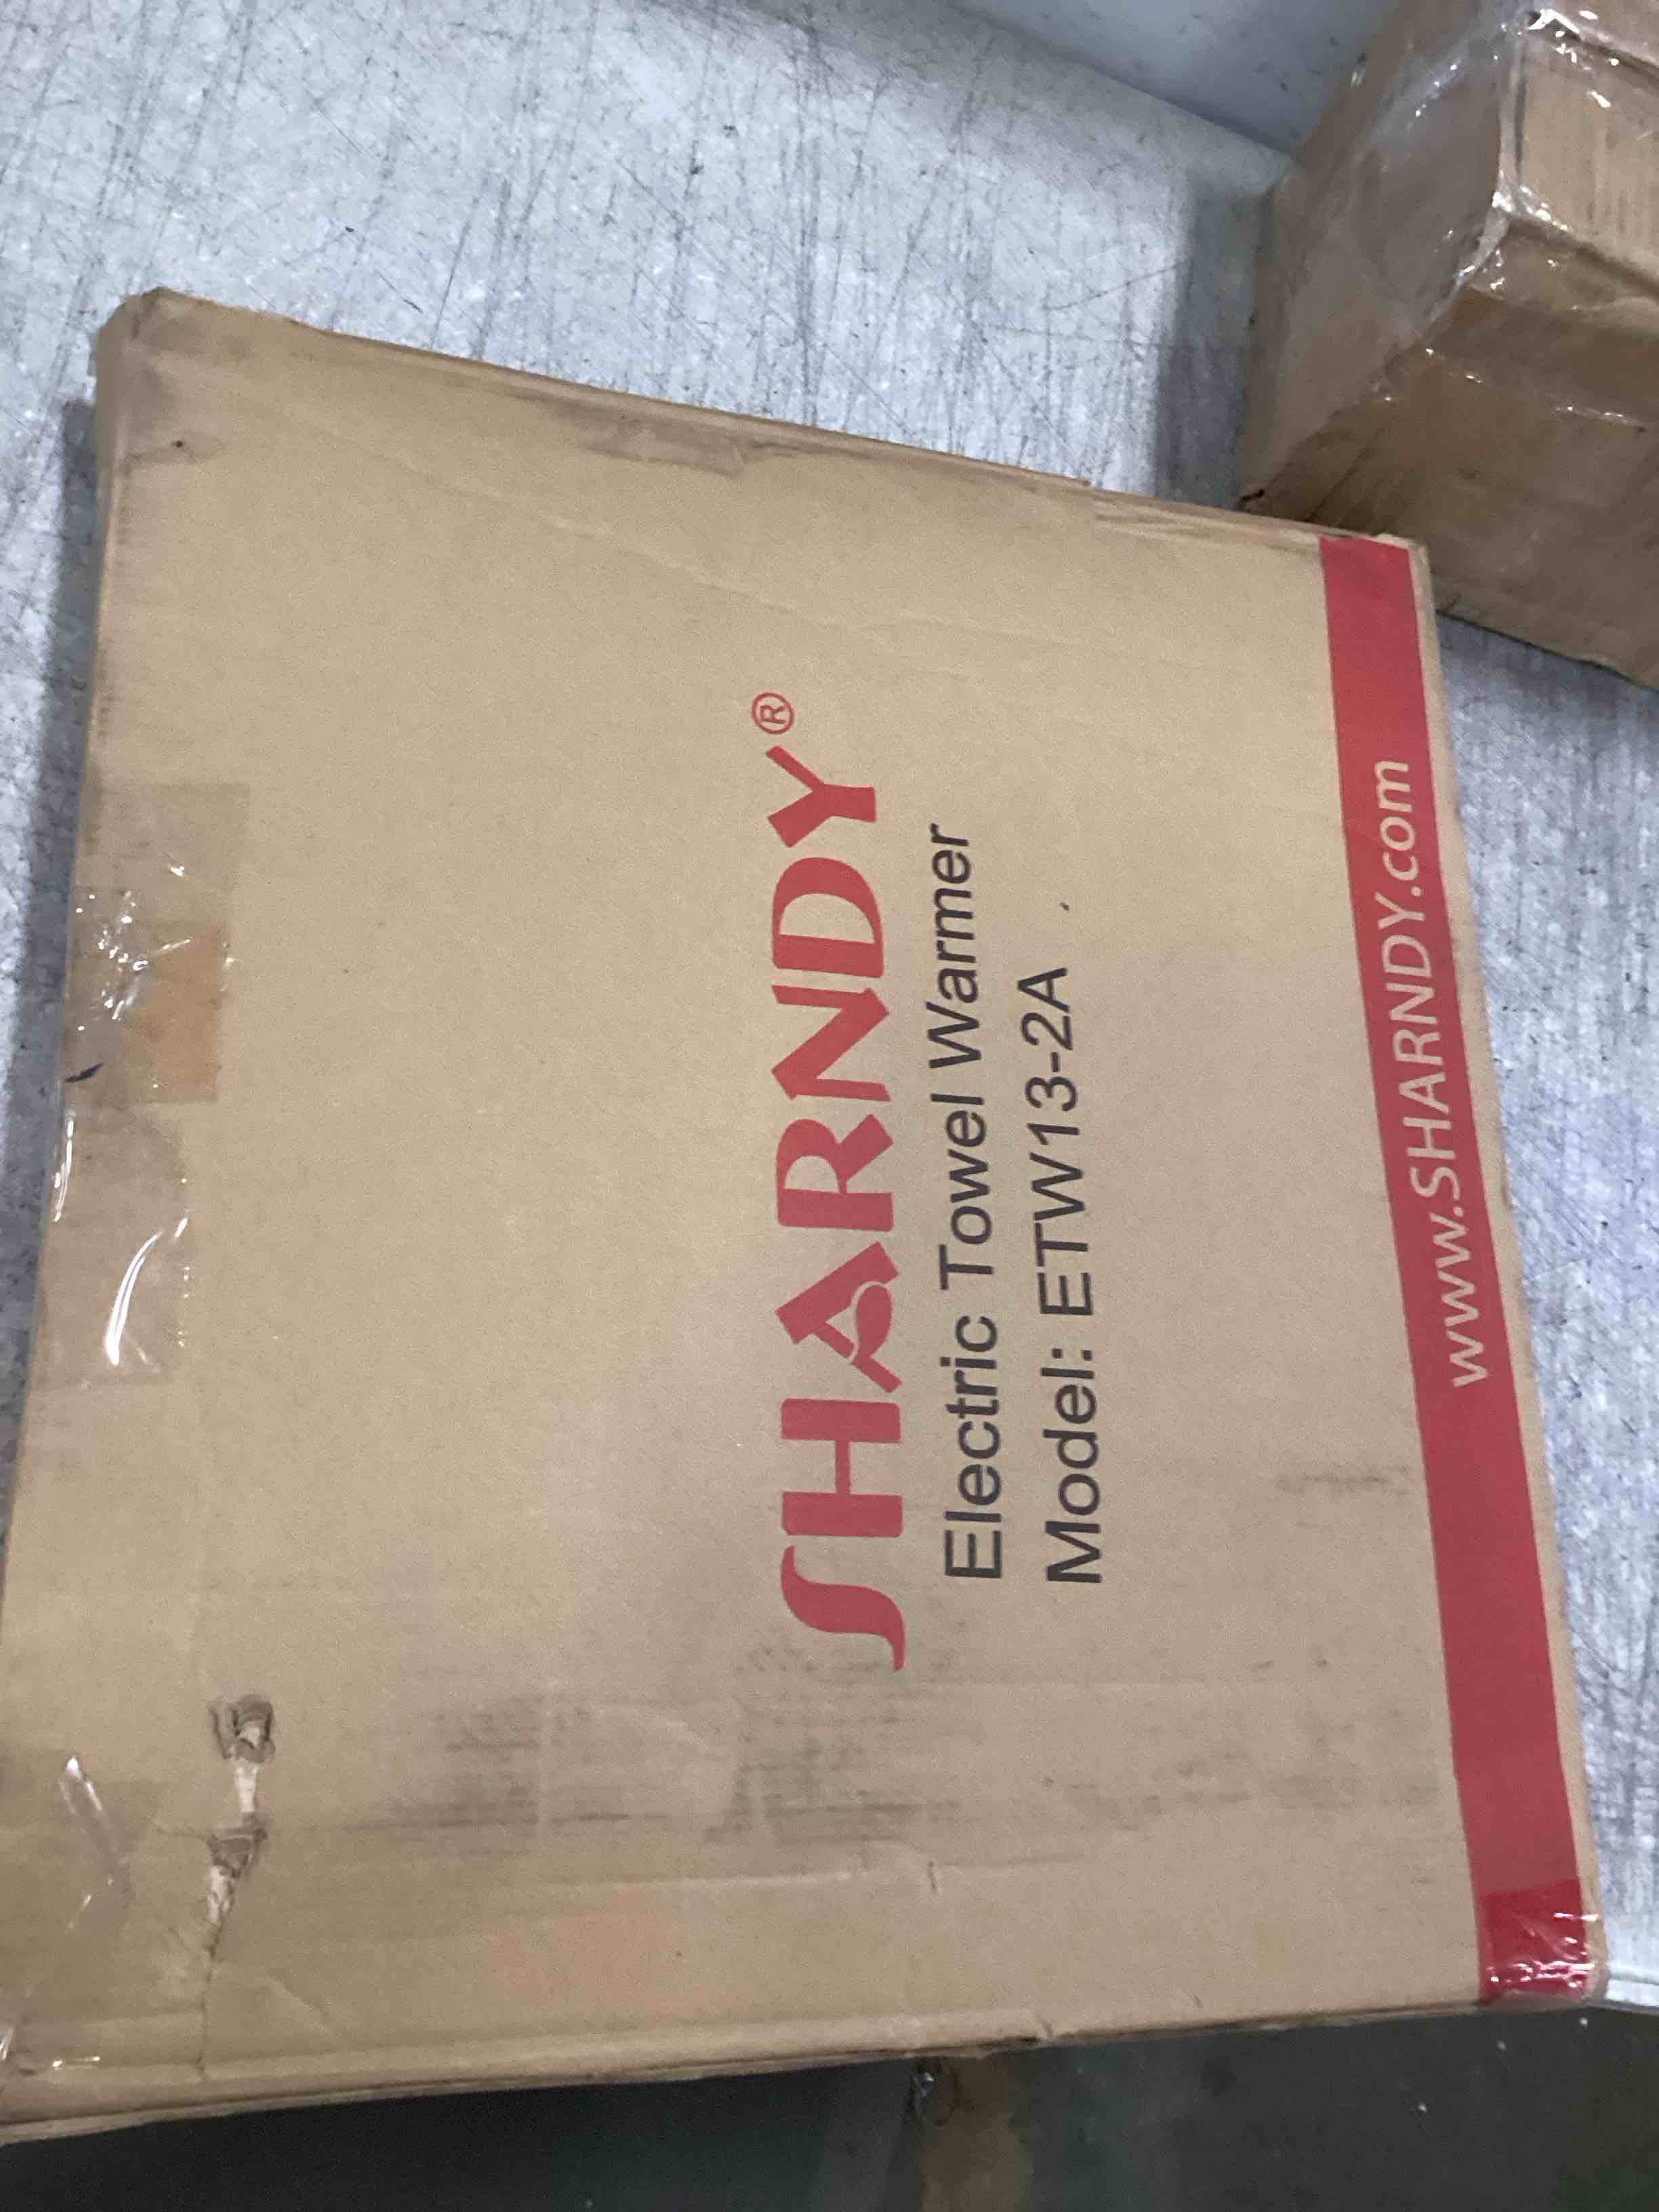 SHARNDY®
Electric Towel Warmer
Model: ETW13-2A
www.SHARNDY.com